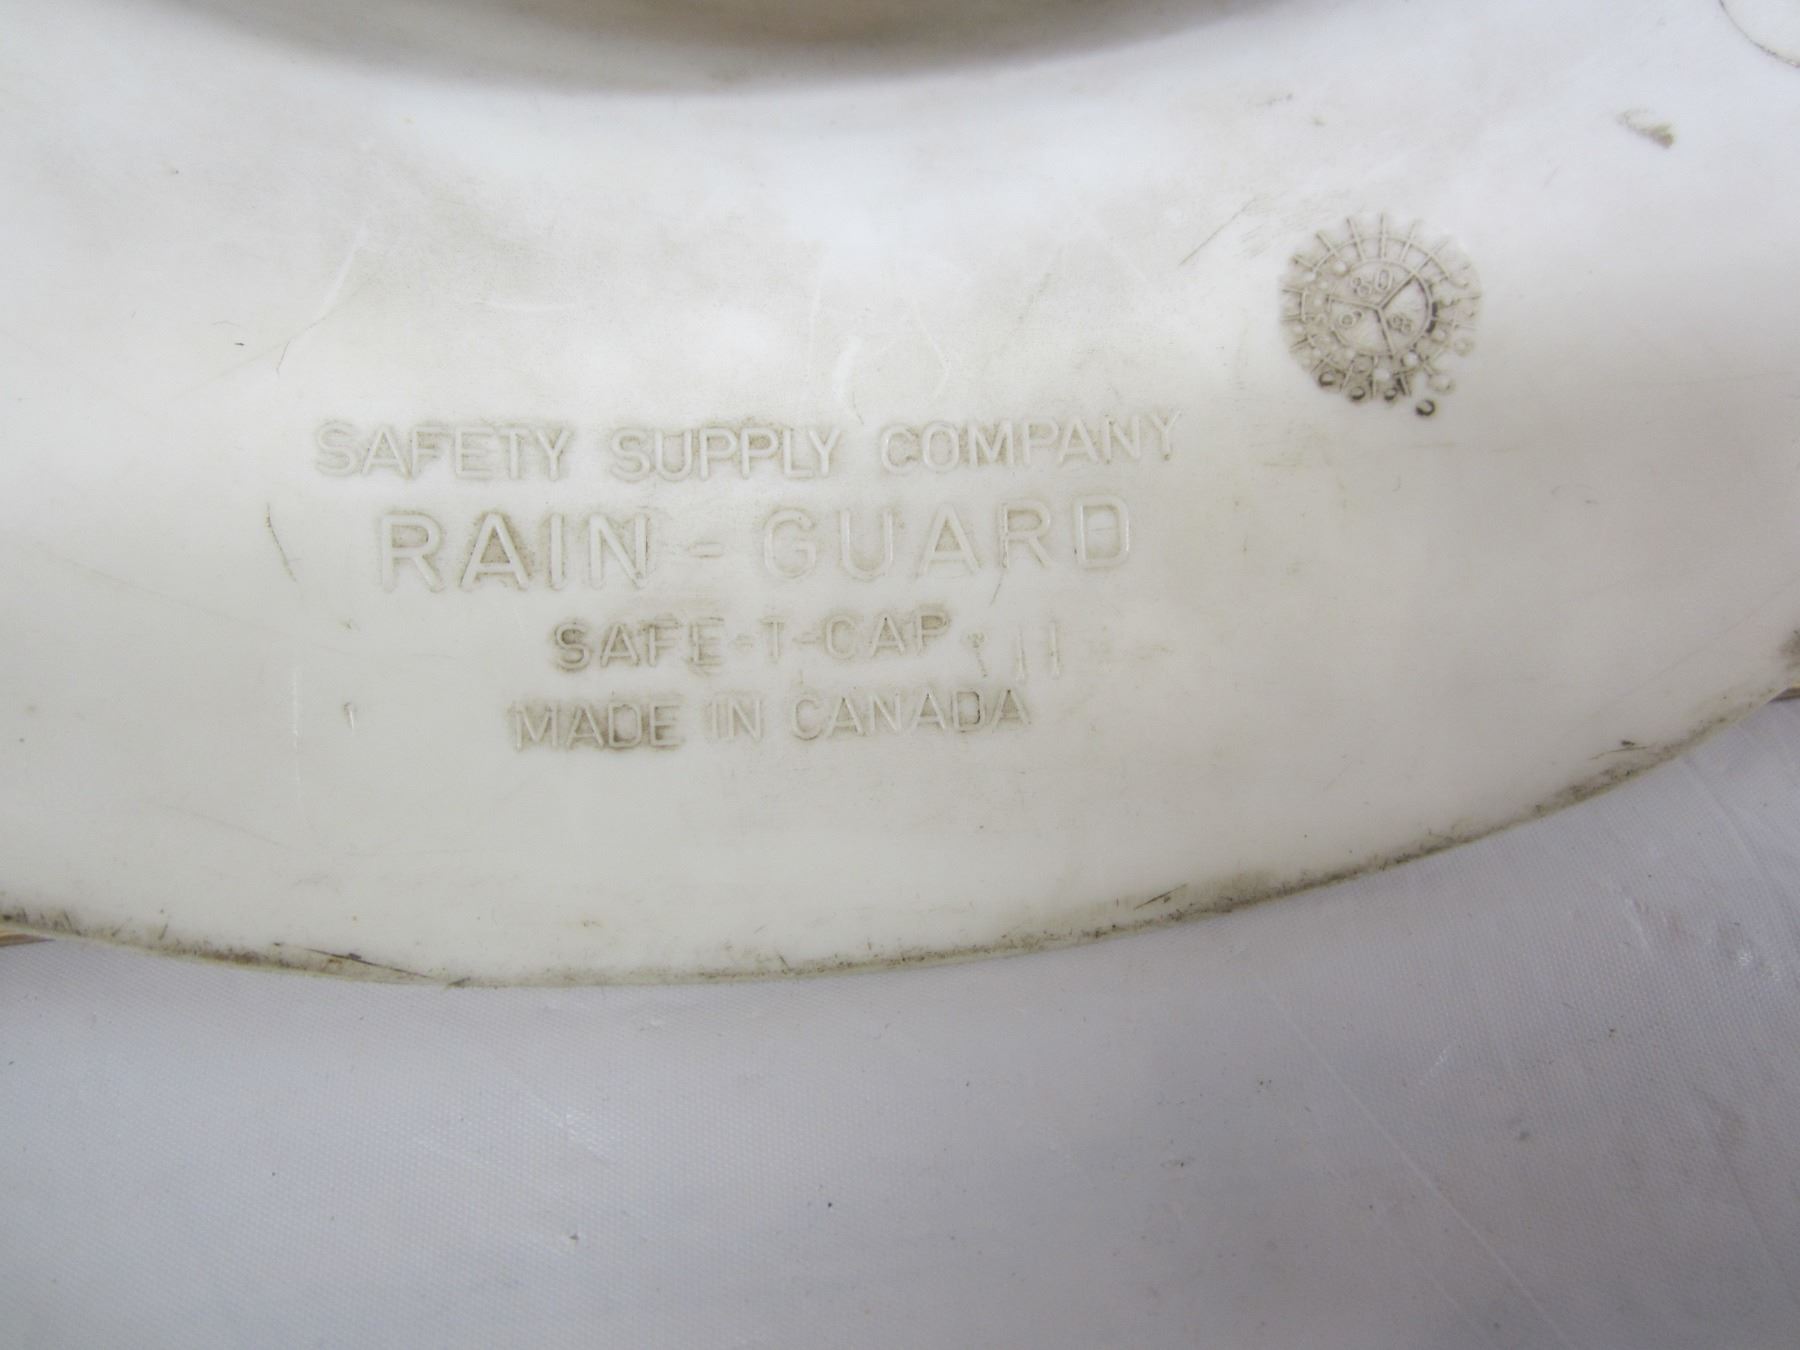 SAFETY SUPPLY COMPANY
RAIN - GUARD
SAFE-T-CAP
MADE IN CANADA